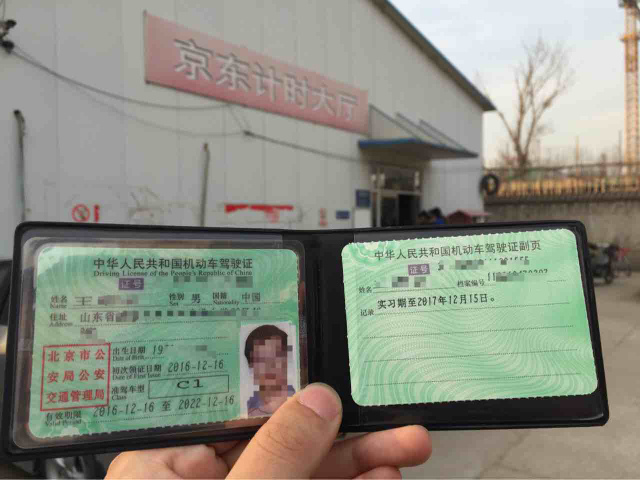 京东计时大厅
中华人民共和国机动车驾驶证
Driving License of the People's Republic of China
证号
姓名 王
Name
性别 男 国籍 中国
Sex Nationality
住址 山东省
Address
出生日期 19
Date of Birth
北京市公
安局公安
交通管理局
初次领证日期 2016-12-16
Date of First Issue
准驾车型 C1
Class
有效期限 2016-12-16 至 2022-12-16
Valid Period
中华人民共和国机动车驾驶证副页
证号
姓名 档案编号
Name
记录 实习期至2017年12月15日。